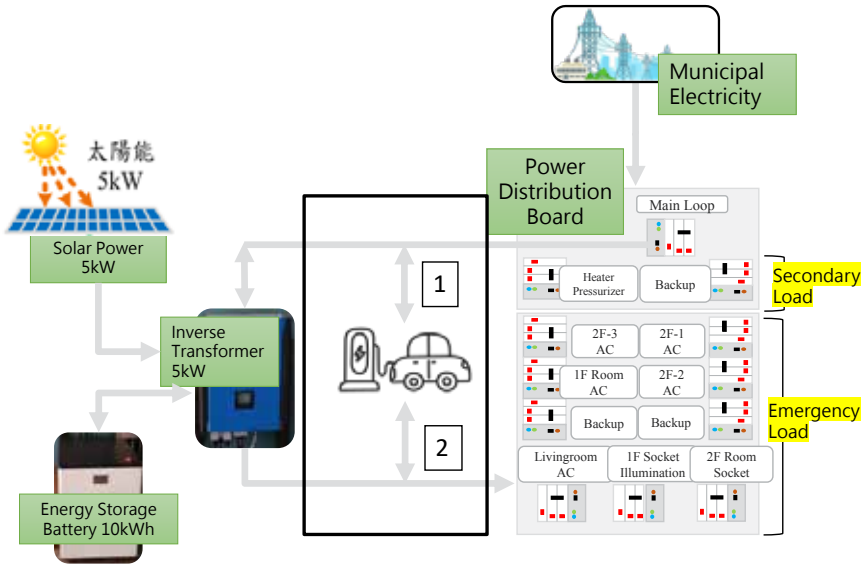 Municipal
Electricity
太陽能
5kW
Solar Power
5kW
Power
Distribution
Board
Main Loop
Heater
Pressurizer
Backup
Secondary
Load
1
Inverse
Transformer
5kW
2F-3
AC
2F-1
AC
1F Room
AC
2F-2
AC
Backup
Backup
Emergency
Load
2
Livingroom
AC
1F Socket
Illumination
2F Room
Socket
Energy Storage
Battery 10kWh